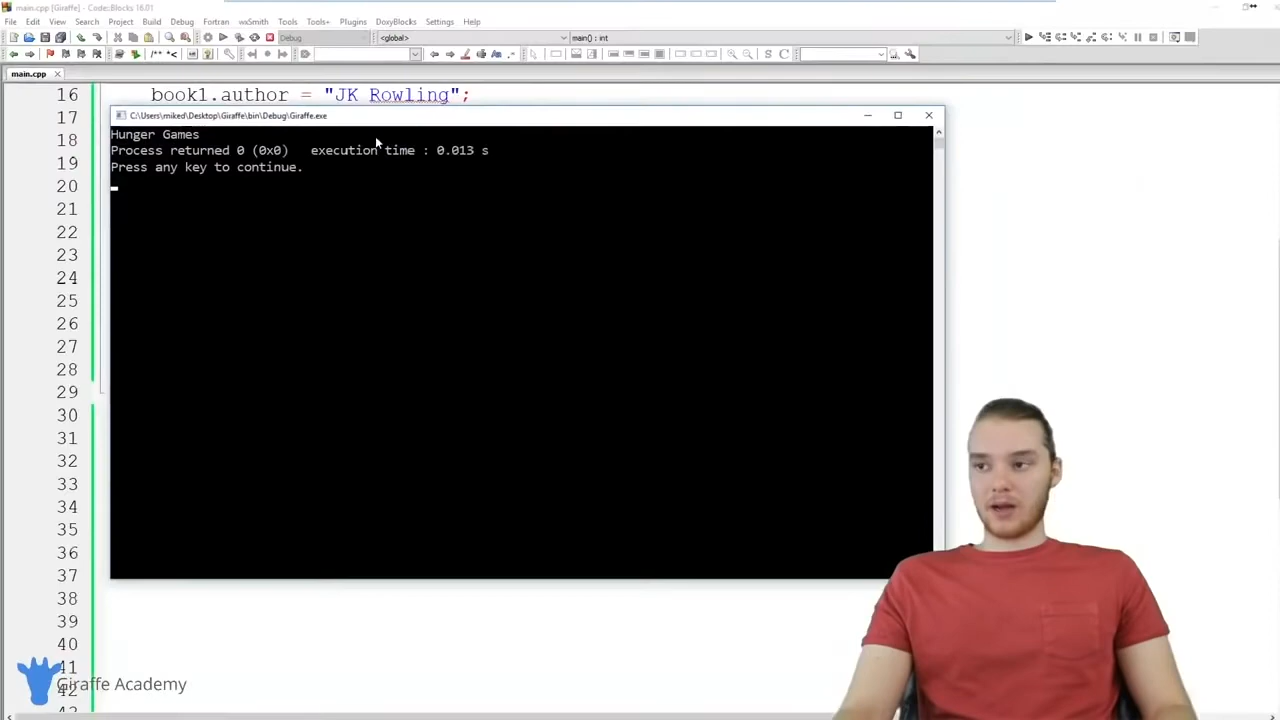 main.cpp [Giraffe] - Code::Blocks 16.01
File Edit View Search Project Build Debug Fortran wxSmith Tools Tools+ Plugins DoxyBlocks Settings Help
Debug <global> main() : int
/** *<
S C
main.cpp
16 book1.author = "JK Rowling";
17 C:\Users\miked\Desktop\Giraffe\bin\Debug\Giraffe.exe
Hunger Games
18 Process returned 0 (0x0) execution time : 0.013 s
19 Press any key to continue.
20
21
22
23
24
25
26
27
28
29
30
31
32
33
34
35
36
37
38
39
40
41
Giraffe Academy
42